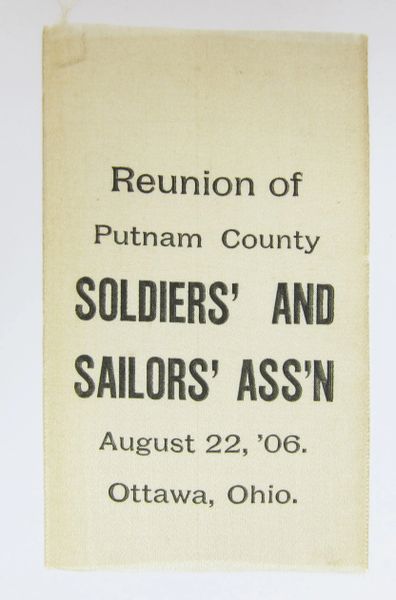 Reunion of
Putnam County
SOLDIERS' AND
SAILORS' ASS'N
August 22, '06.
Ottawa, Ohio.